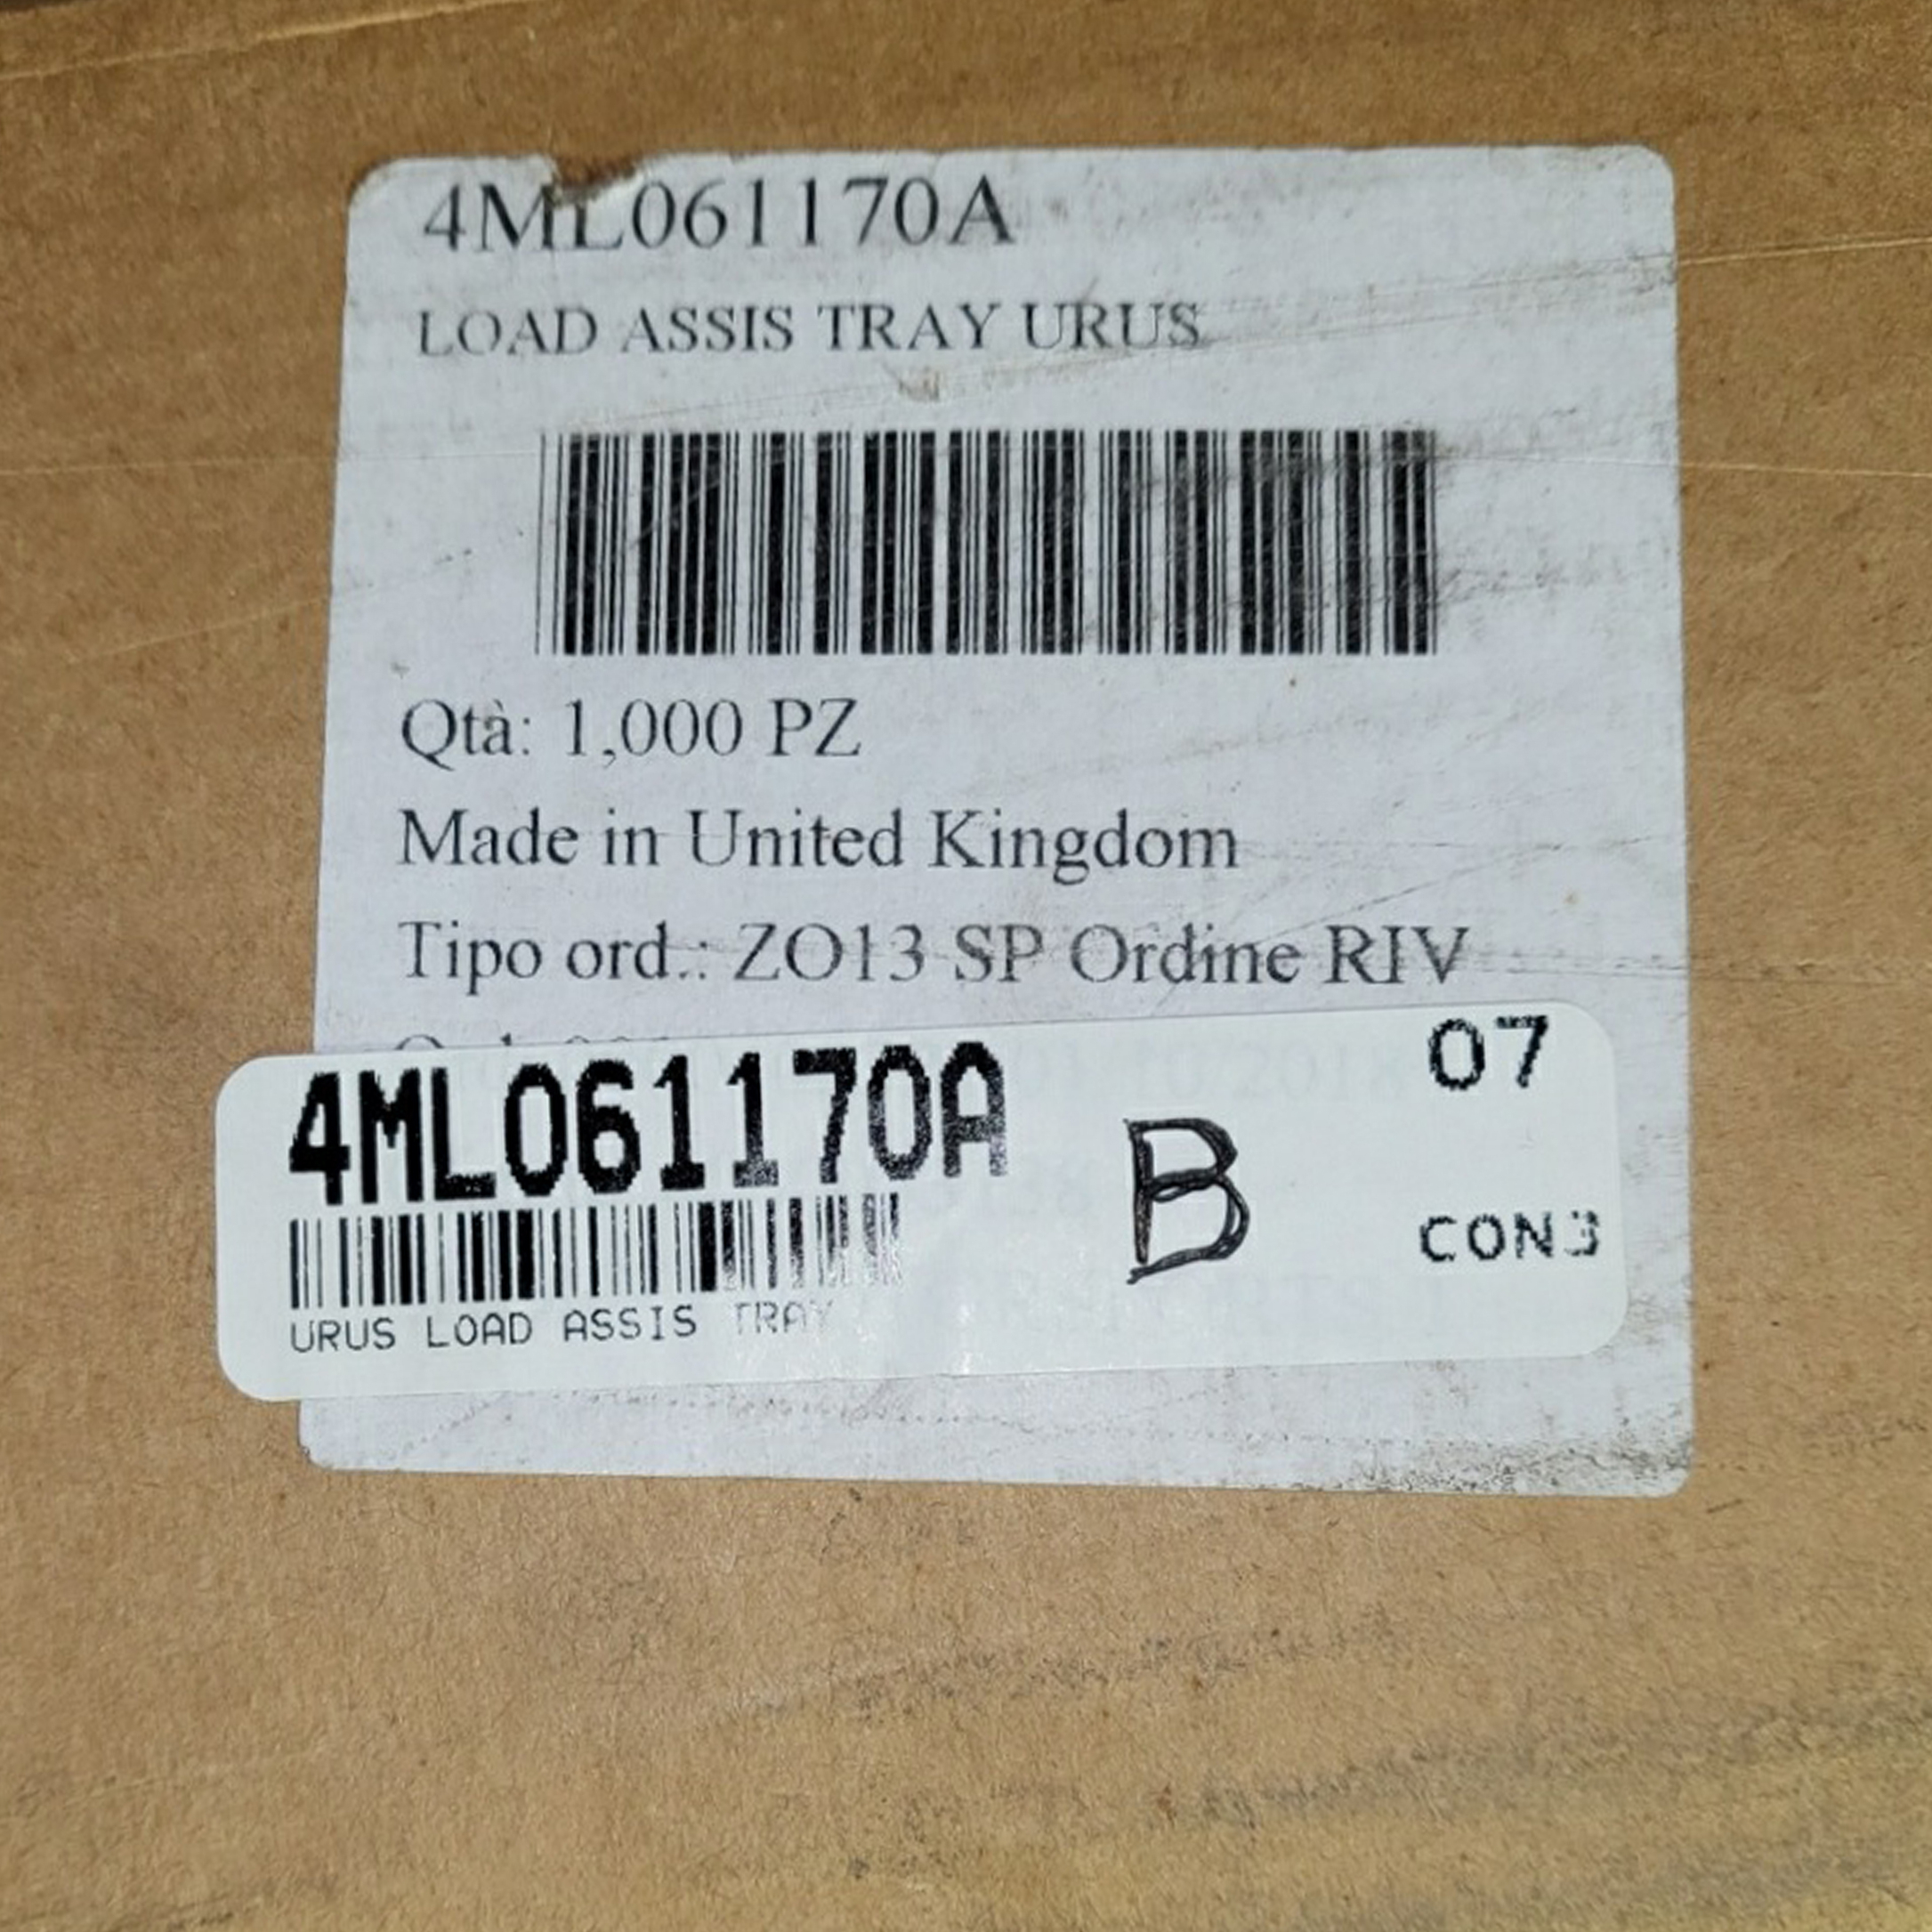 4ML061170A
LOAD ASSIS TRAY URUS
Qtà: 1,000 PZ
Made in United Kingdom
Tipo ord.: ZO13 SP Ordine RIV
07
4ML061170A
B
CON3
URUS LOAD ASSIS TRAY